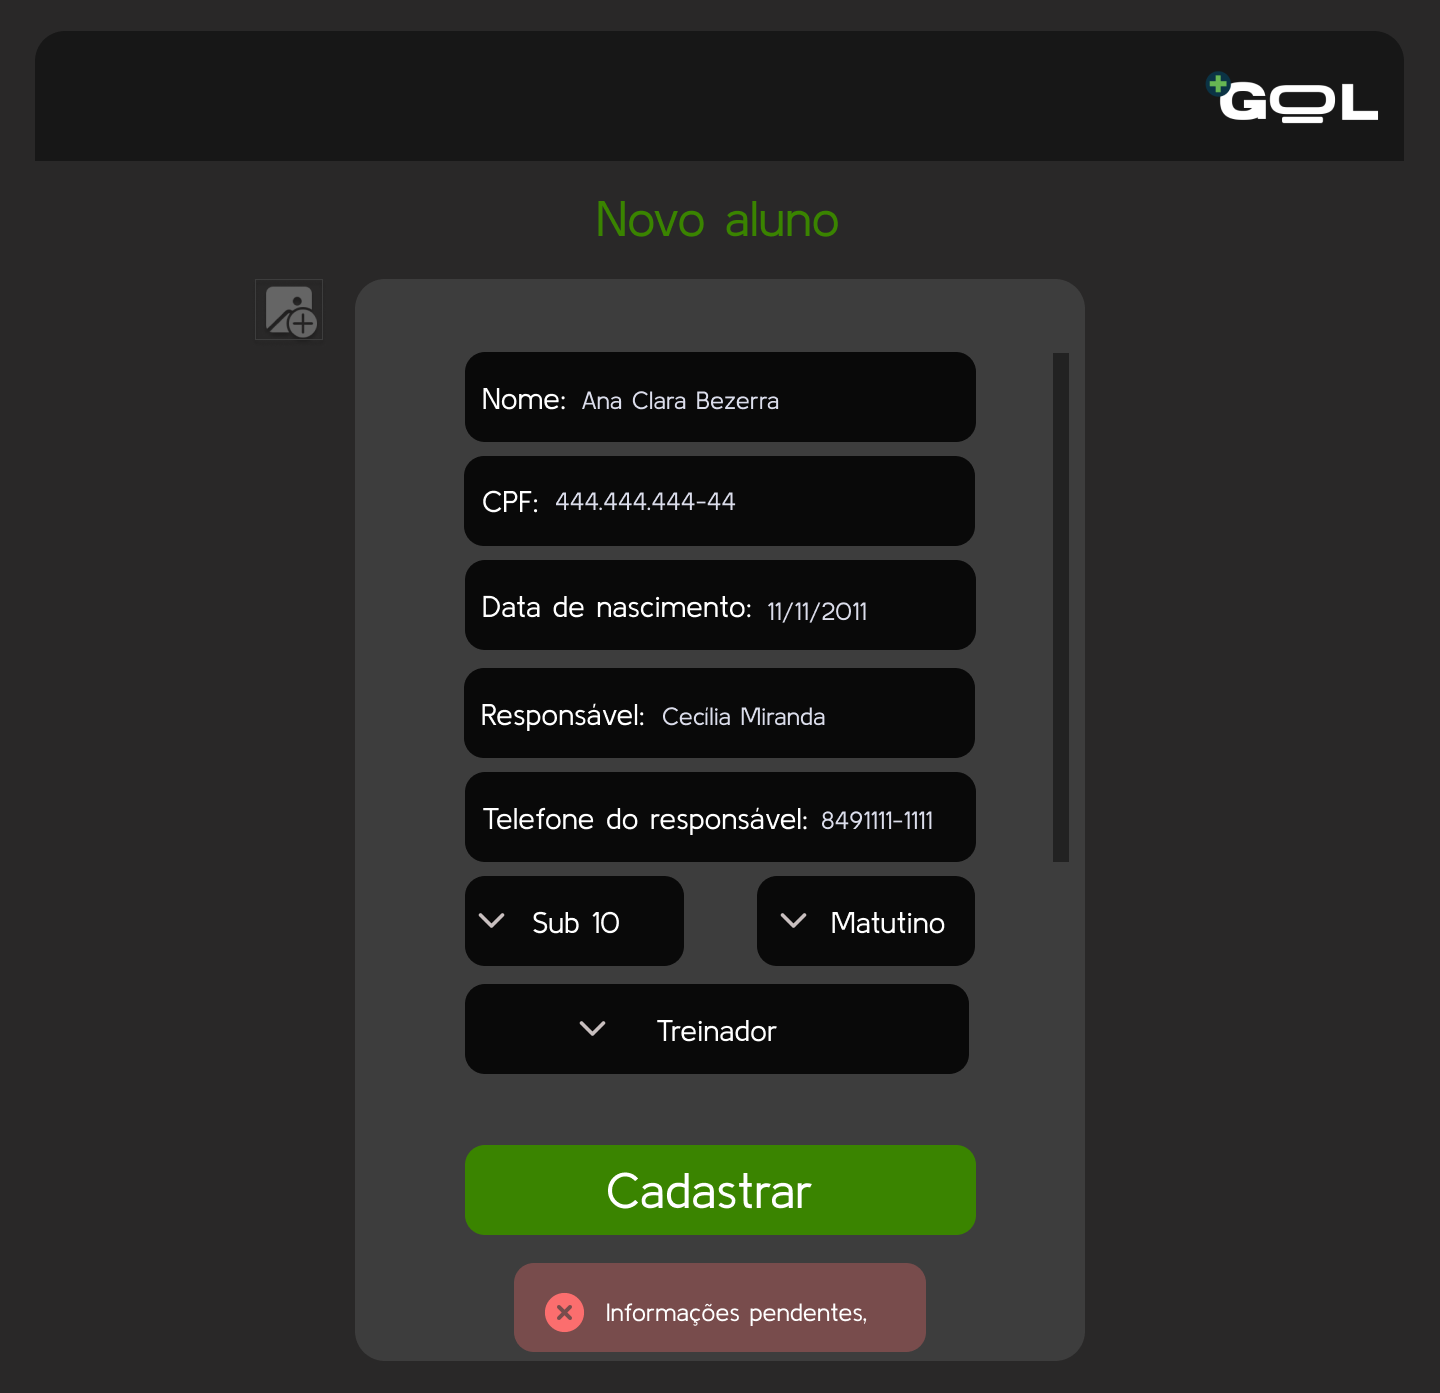 GOL
Novo aluno
Nome: Ana Clara Bezerra
CPF: 444.444.444-44
Data de nascimento: 11/11/2011
Responsável: Cecília Miranda
Telefone do responsável: 8491111-1111
Sub 10 Matutino
Treinador
Cadastrar
Informações pendentes,